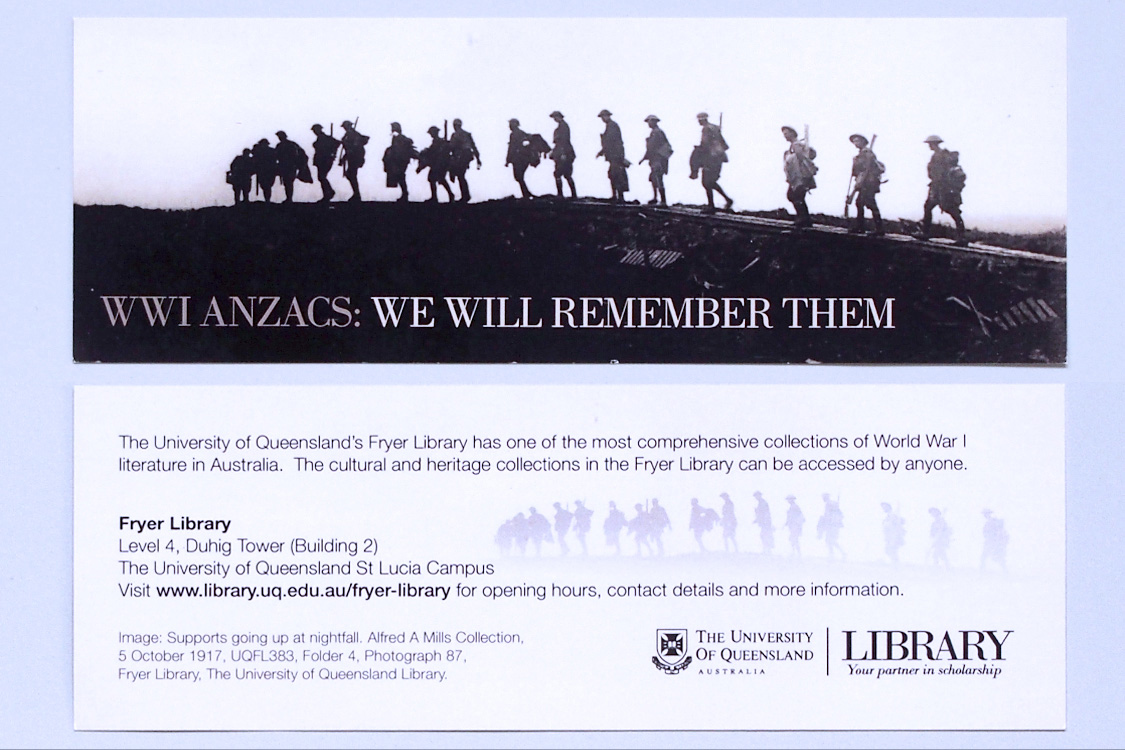 WWI ANZACS: WE WILL REMEMBER THEM
The University of Queensland's Fryer Library has one of the most comprehensive collections of World War I
literature in Australia.  The cultural and heritage collections in the Fryer Library can be accessed by anyone.
Fryer Library
Level 4, Duhig Tower (Building 2)
The University of Queensland St Lucia Campus
Visit www.library.uq.edu.au/fryer-library for opening hours, contact details and more information.
Image: Supports going up at nightfall. Alfred A Mills Collection,
5 October 1917, UQFL383, Folder 4, Photograph 87,
Fryer Library, The University of Queensland Library.
THE UNIVERSITY
OF QUEENSLAND
AUSTRALIA
LIBRARY
Your partner in scholarship